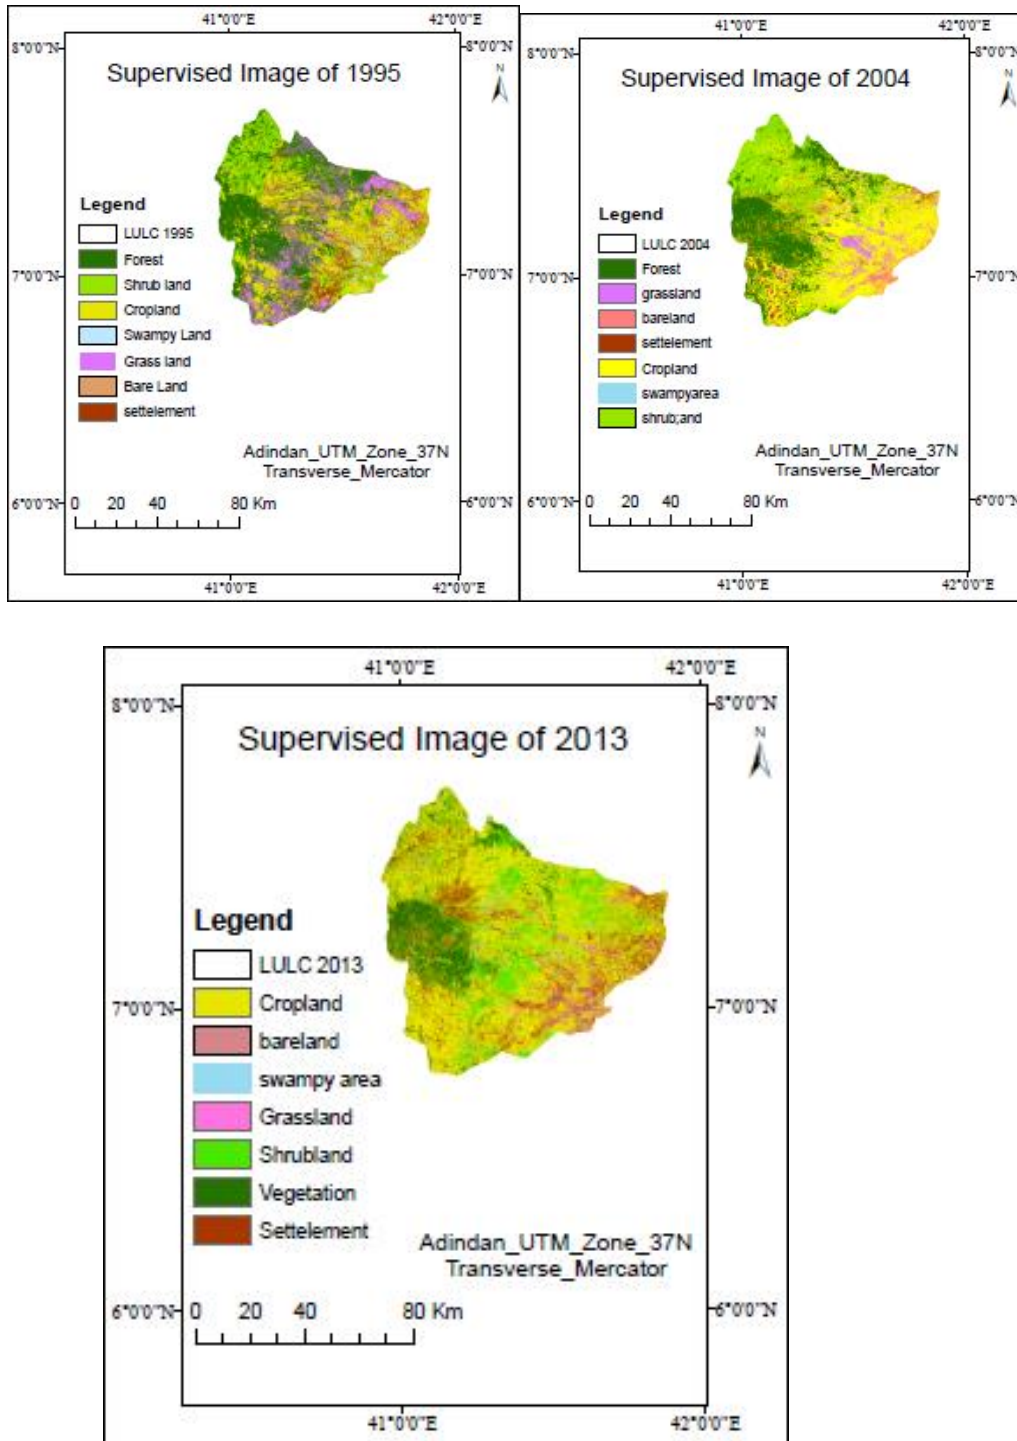 41°0'0"E
42°0'0"E
8°0'0"N
8°0'0"N
Supervised Image of 1995
N
Legend
LULC 1995
Forest
Shrub land
Cropland
Swampy Land
Grass land
Bare Land
settelement
7°0'0"N
7°0'0"N
Adindan_UTM_Zone_37N
Transverse_Mercator
0 20 40 80 Km
6°0'0"N
6°0'0"N
41°0'0"E
42°0'0"E
41°0'0"E
42°0'0"E
8°0'0"N
8°0'0"N
Supervised Image of 2004
N
Legend
LULC 2004
Forest
grassland
bareland
settelement
Cropland
swampyarea
shrub;and
7°0'0"N
7°0'0"N
Adindan_UTM_Zone_37N
Transverse_Mercator
0 20 40 80 Km
6°0'0"N
6°0'0"N
41°0'0"E
42°0'0"E
41°0'0"E
42°0'0"E
8°0'0"N
8°0'0"N
Supervised Image of 2013
N
Legend
LULC 2013
Cropland
bareland
swampy area
Grassland
Shrubland
Vegetation
Settelement
7°0'0"N
7°0'0"N
Adindan_UTM_Zone_37N
Transverse_Mercator
6°0'0"N
0 20 40 80 Km
6°0'0"N
41°0'0"E
42°0'0"E